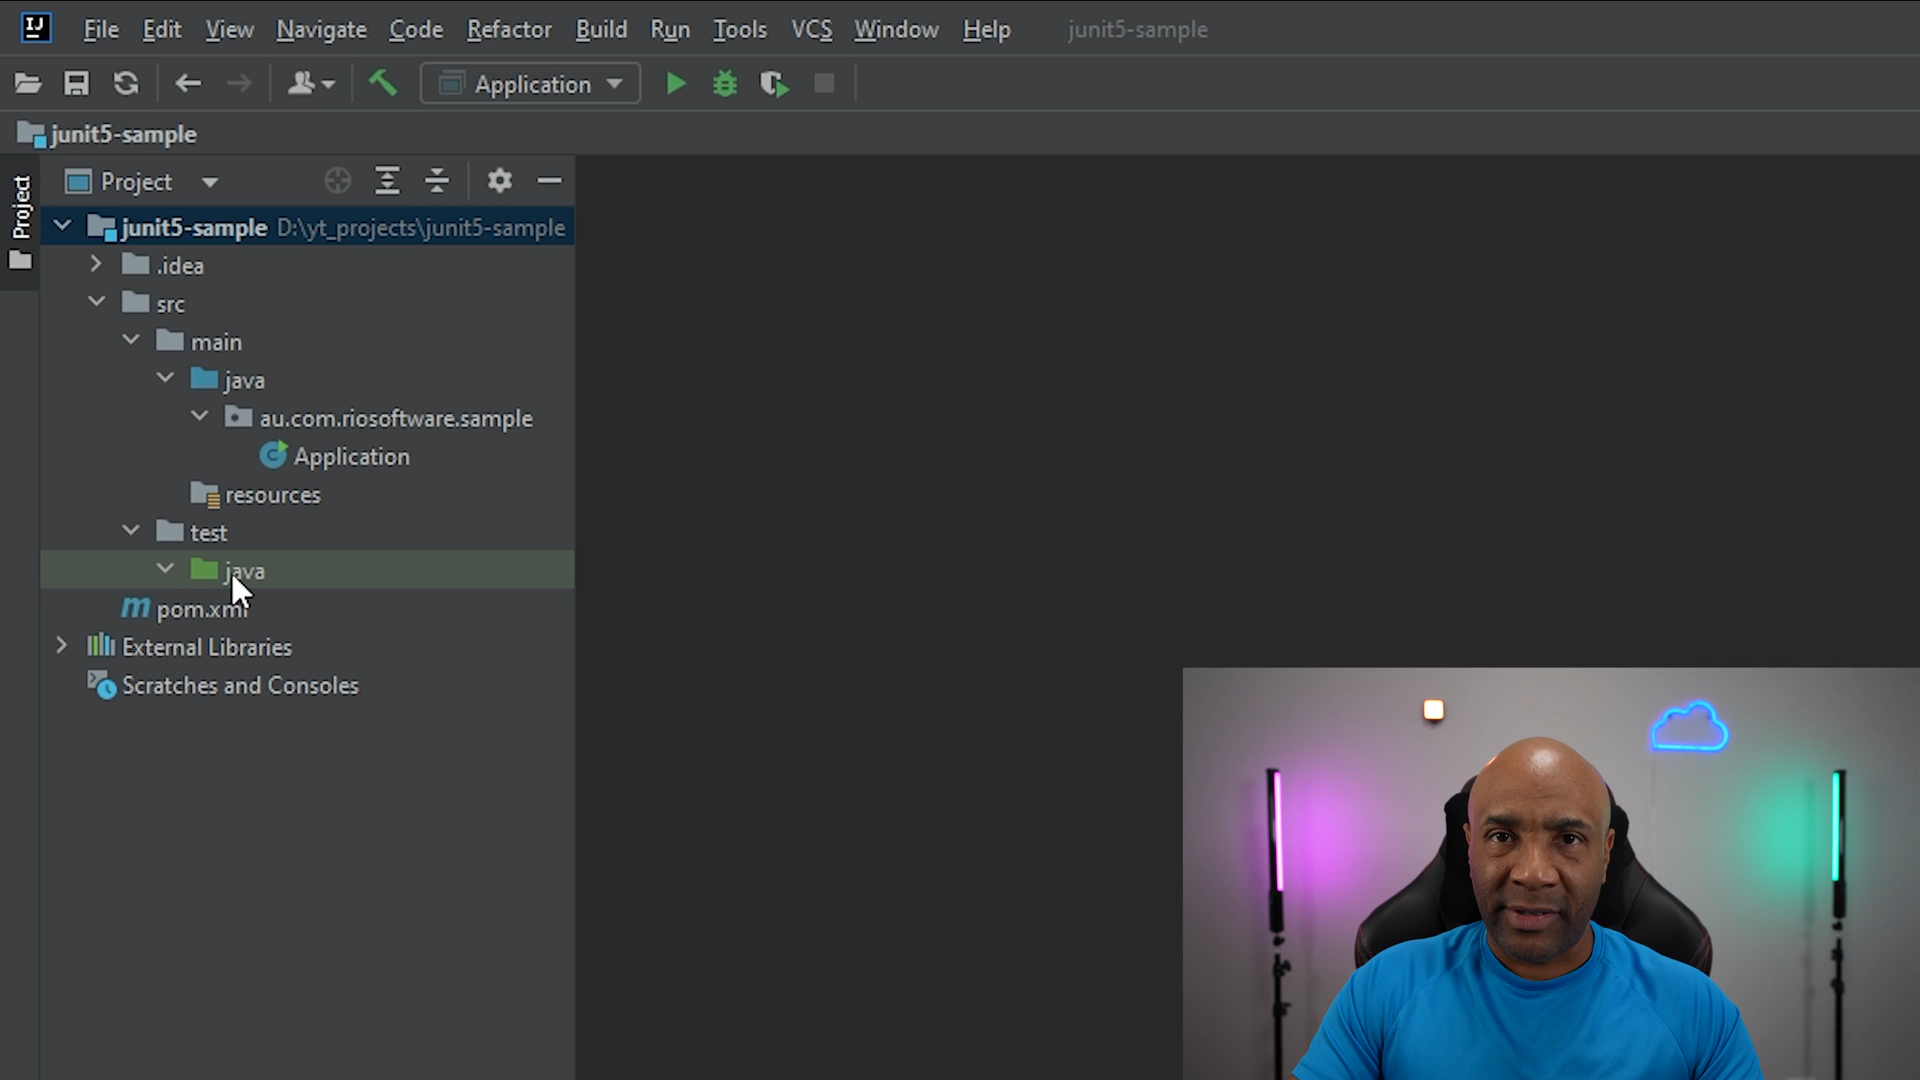 IJ File Edit View Navigate Code Refactor Build Run Tools VCS Window Help junit5-sample
Application
junit5-sample
Project
Project
junit5-sample D:\yt_projects\junit5-sample
.idea
src
main
java
au.com.riosoftware.sample
C Application
resources
test
java
m pom.xml
External Libraries
Scratches and Consoles